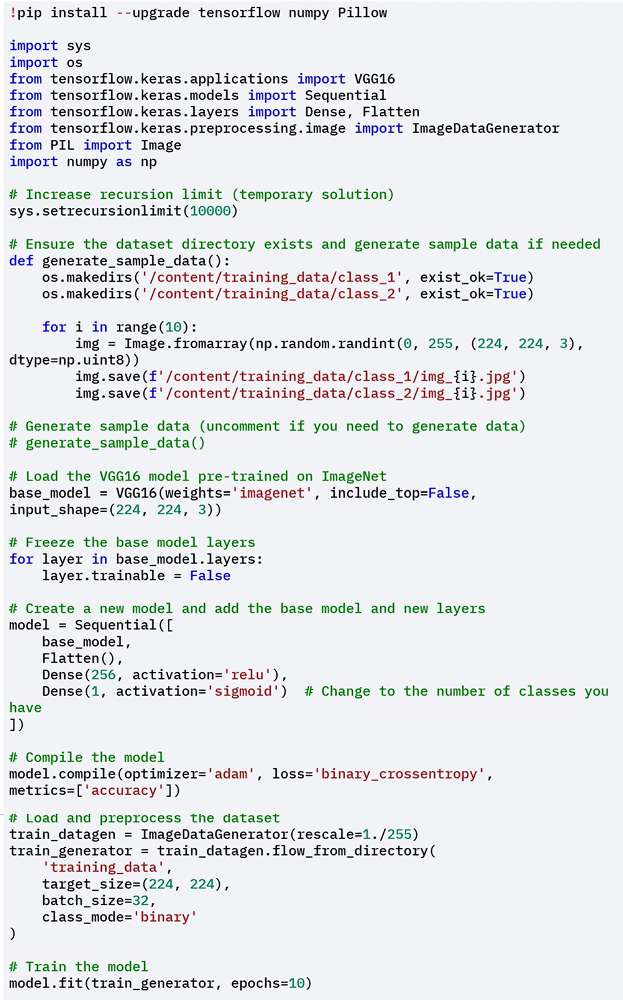 !pip install --upgrade tensorflow numpy Pillow

import sys
import os
from tensorflow.keras.applications import VGG16
from tensorflow.keras.models import Sequential
from tensorflow.keras.layers import Dense, Flatten
from tensorflow.keras.preprocessing.image import ImageDataGenerator
from PIL import Image
import numpy as np

# Increase recursion limit (temporary solution)
sys.setrecursionlimit(10000)

# Ensure the dataset directory exists and generate sample data if needed
def generate_sample_data():
    os.makedirs('/content/training_data/class_1', exist_ok=True)
    os.makedirs('/content/training_data/class_2', exist_ok=True)

    for i in range(10):
        img = Image.fromarray(np.random.randint(0, 255, (224, 224, 3),
dtype=np.uint8))
        img.save(f'/content/training_data/class_1/img_{i}.jpg')
        img.save(f'/content/training_data/class_2/img_{i}.jpg')

# Generate sample data (uncomment if you need to generate data)
# generate_sample_data()

# Load the VGG16 model pre-trained on ImageNet
base_model = VGG16(weights='imagenet', include_top=False,
input_shape=(224, 224, 3))

# Freeze the base model layers
for layer in base_model.layers:
    layer.trainable = False

# Create a new model and add the base model and new layers
model = Sequential([
    base_model,
    Flatten(),
    Dense(256, activation='relu'),
    Dense(1, activation='sigmoid')  # Change to the number of classes you
have
])

# Compile the model
model.compile(optimizer='adam', loss='binary_crossentropy',
metrics=['accuracy'])

# Load and preprocess the dataset
train_datagen = ImageDataGenerator(rescale=1./255)
train_generator = train_datagen.flow_from_directory(
    'training_data',
    target_size=(224, 224),
    batch_size=32,
    class_mode='binary'
)

# Train the model
model.fit(train_generator, epochs=10)